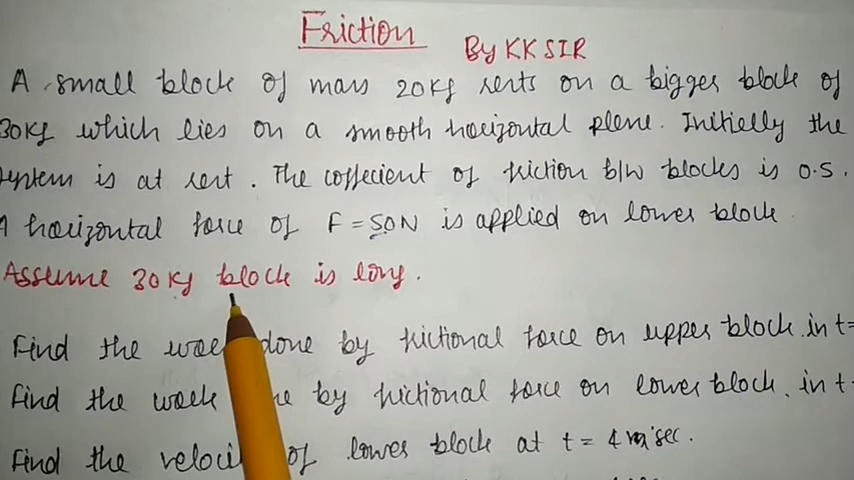 Friction
By KK SIR
A small block of mass 20Kg rests on a bigger block of
30Kg which lies on a smooth horizontal plane. Initially the
system is at rest. The coffecient of friction b/w blocks is 0.5.
A horizontal force of F = 50N is applied on lower block
Assume 30Kg block is long.
Find the done by frictional force on upper block in t=
Find the work by frictional force on lower block. in t
Find the of lower block at t = 4 sec.